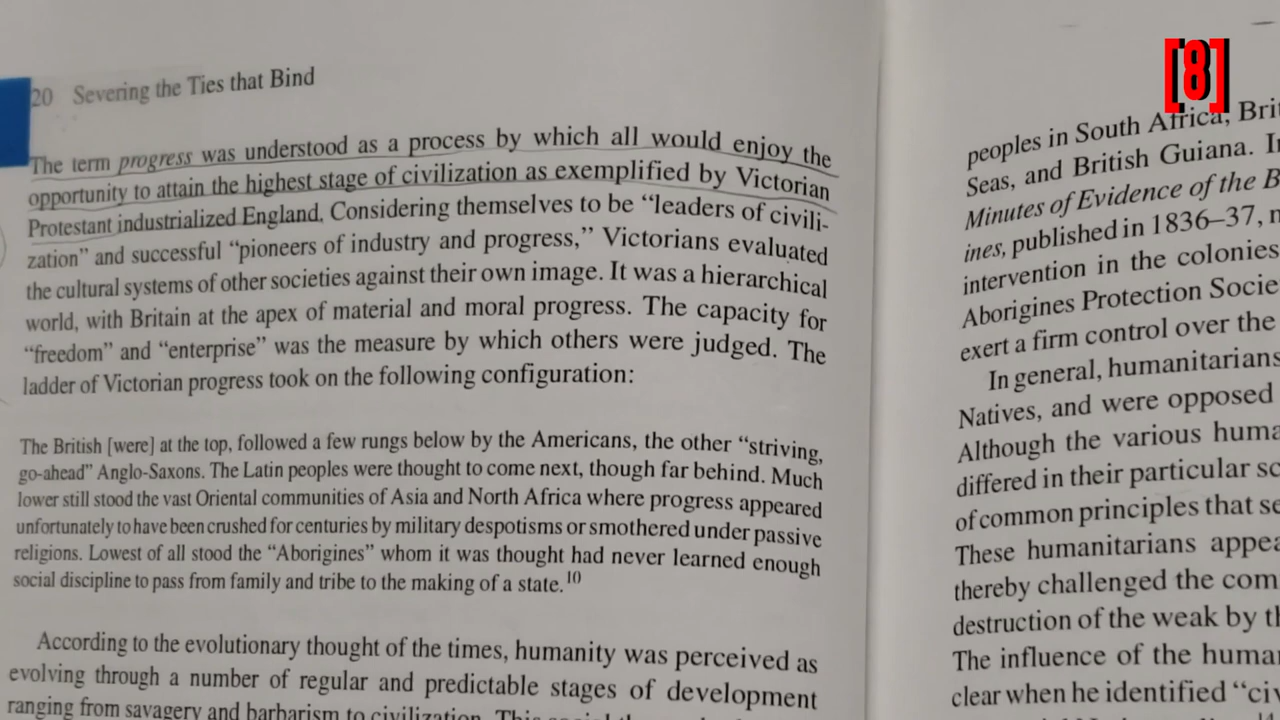 [8]
20 Severing the Ties that Bind
The term progress was understood as a process by which all would enjoy the
opportunity to attain the highest stage of civilization as exemplified by Victorian
Protestant industrialized England. Considering themselves to be “leaders of civili-
zation” and successful “pioneers of industry and progress,” Victorians evaluated
the cultural systems of other societies against their own image. It was a hierarchical
world, with Britain at the apex of material and moral progress. The capacity for
“freedom” and “enterprise” was the measure by which others were judged. The
ladder of Victorian progress took on the following configuration:
The British [were] at the top, followed a few rungs below by the Americans, the other “striving,
go-ahead” Anglo-Saxons. The Latin peoples were thought to come next, though far behind. Much
lower still stood the vast Oriental communities of Asia and North Africa where progress appeared
unfortunately to have been crushed for centuries by military despotisms or smothered under passive
religions. Lowest of all stood the “Aborigines” whom it was thought had never learned enough
social discipline to pass from family and tribe to the making of a state.10
According to the evolutionary thought of the times, humanity was perceived as
evolving through a number of regular and predictable stages of development
ranging from savagery and barbarism to civilization.
peoples in South Africa,
Seas, and British Guiana.
Minutes of Evidence of the
ines, published in 1836–37,
intervention in the colonies
Aborigines Protection
exert a firm control over the
In general, humanitarians
Natives, and were opposed
Although the various
differed in their particular
of common principles that
These humanitarians
thereby challenged the
destruction of the weak by
The influence of the
clear when he identified